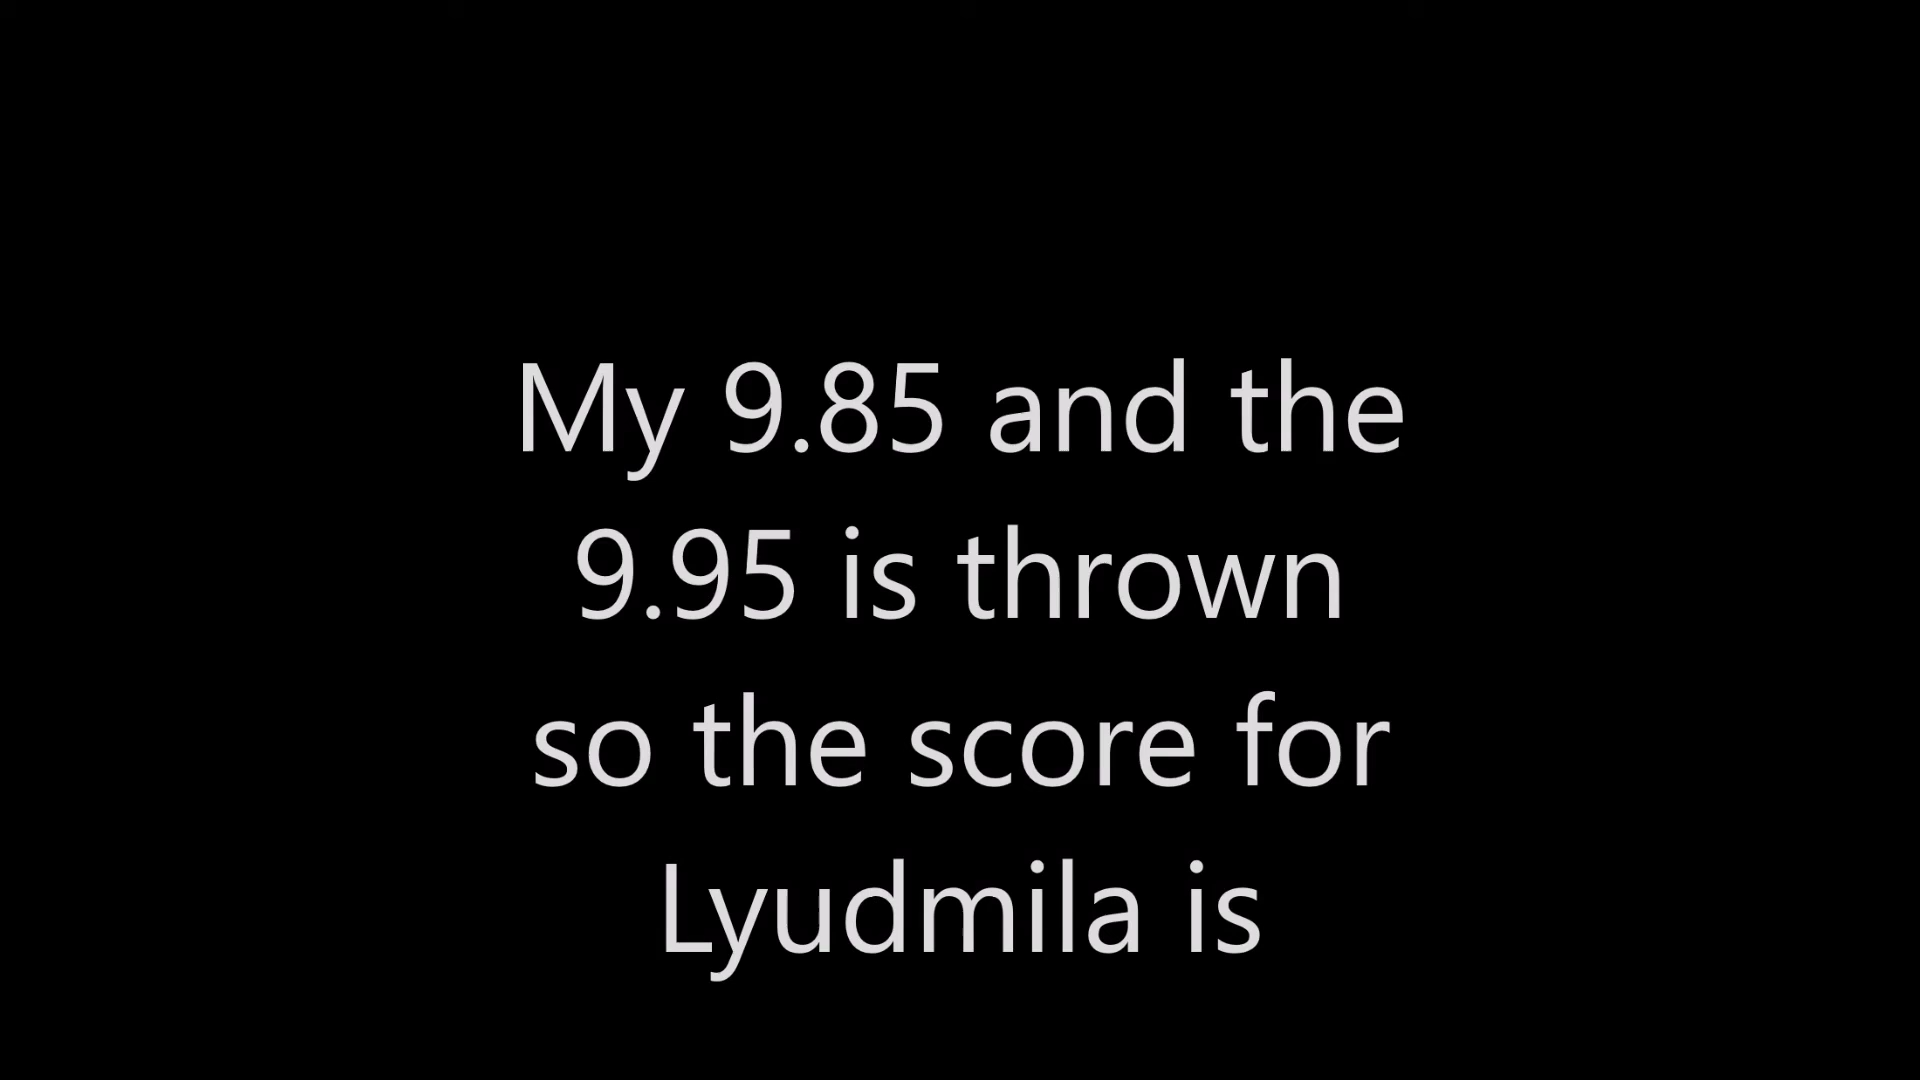 My 9.85 and the
9.95 is thrown
so the score for
Lyudmila is